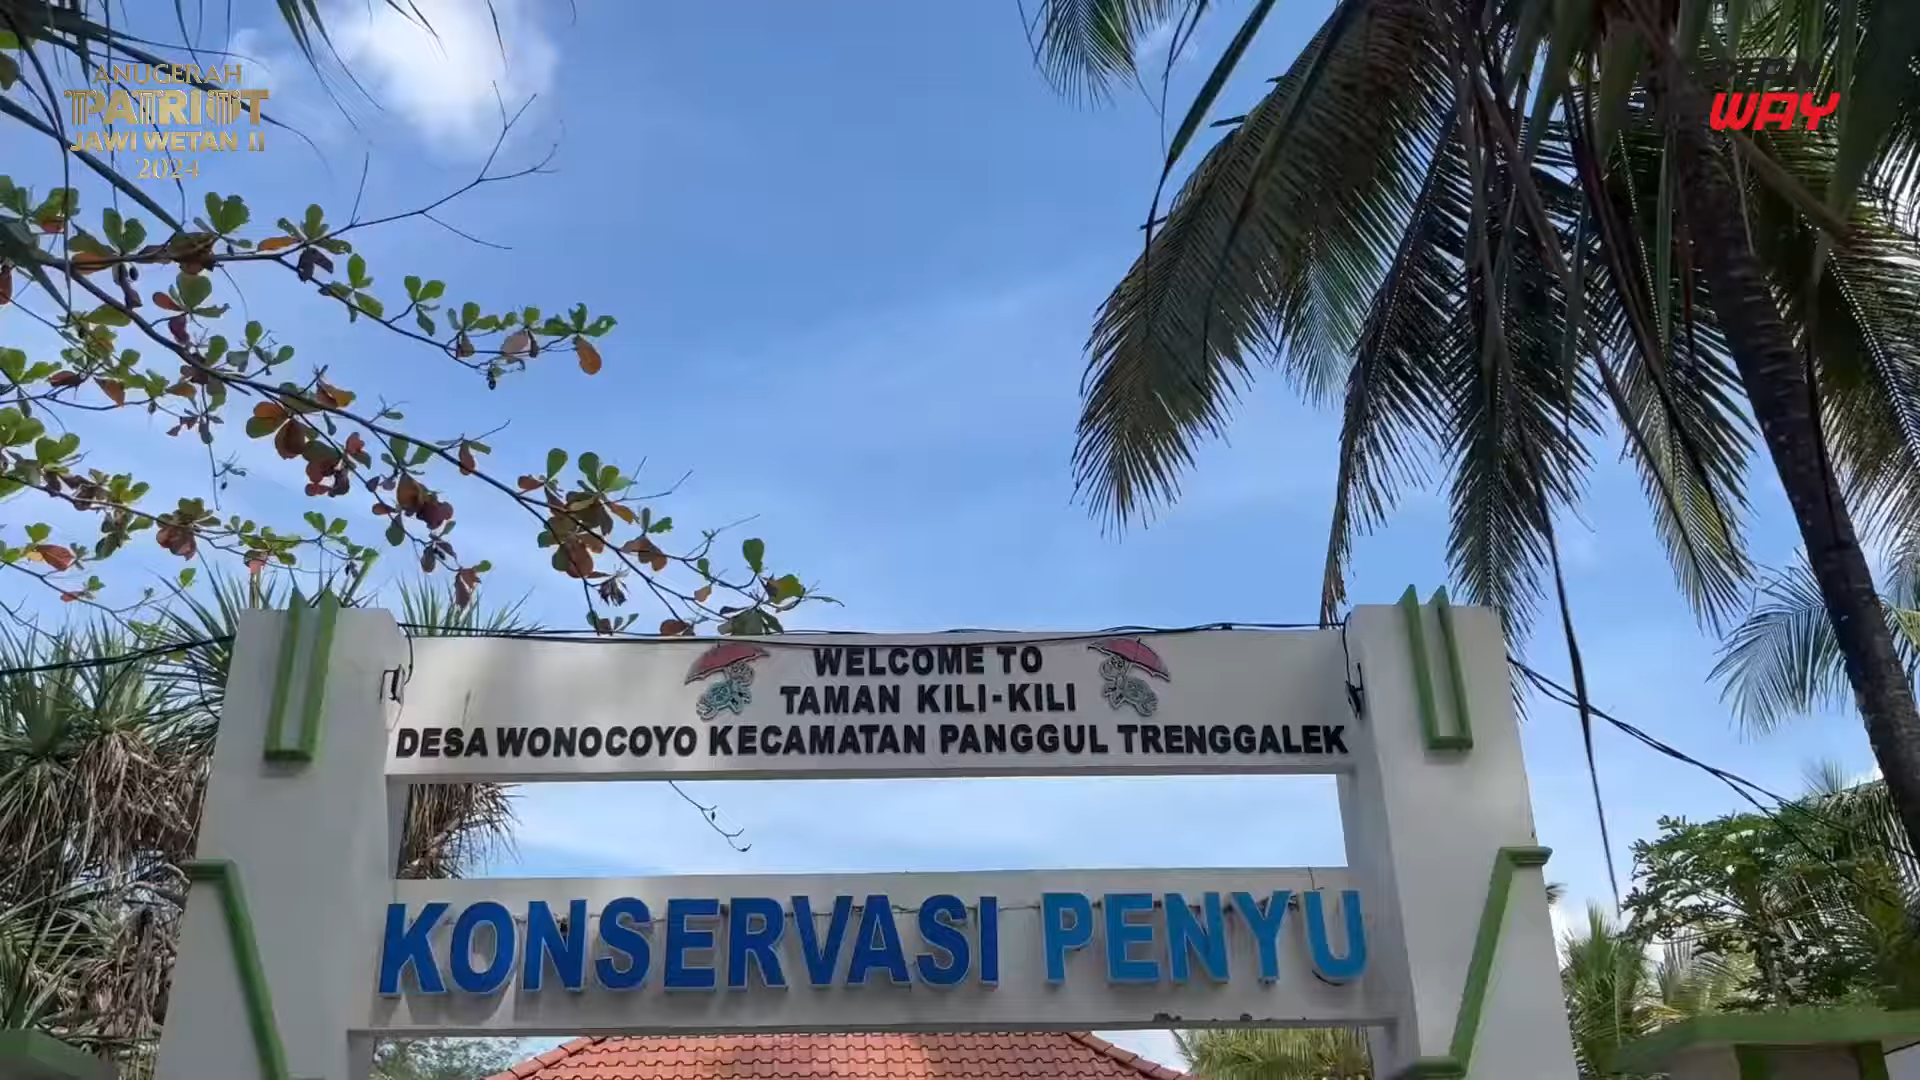 ANUGERAH
PATRIOT
JAWI WETAN II
2024
WAY
WELCOME TO
TAMAN KILI-KILI
DESA WONOCOYO KECAMATAN PANGGUL TRENGGALEK
KONSERVASI PENYU